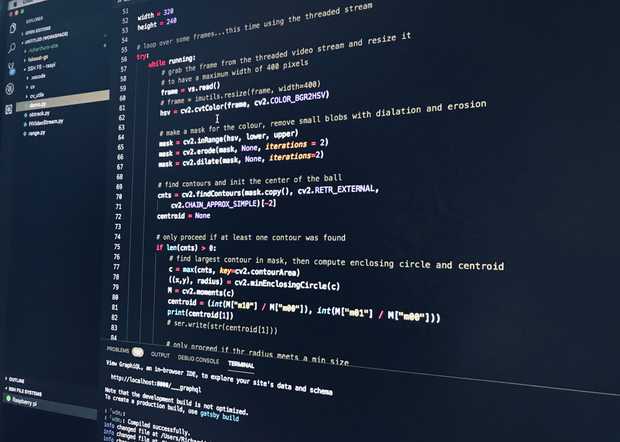 EXPLORER
OPEN EDITORS
UNTITLED (WORKSPACE)
.vscode
cv
cv_utils
demo.py
obtrack.py
PiVideoStream.py
range.py
OUTLINE
SSH FILE SYSTEMS
Raspberry pi
51
52 width = 320
53 height = 240
54
55 # loop over some frames...this time using the threaded stream
56 try:
57 while running:
58 # grab the frame from the threaded video stream and resize it
59 # to have a maximum width of 400 pixels
60 frame = vs.read()
61 # frame = imutils.resize(frame, width=400)
62 hsv = cv2.cvtColor(frame, cv2.COLOR_BGR2HSV)
63
64 # make a mask for the colour, remove small blobs with dialation and erosion
65 mask = cv2.inRange(hsv, lower, upper)
66 mask = cv2.erode(mask, None, iterations = 2)
67 mask = cv2.dilate(mask, None, iterations=2)
68
69 # find contours and init the center of the ball
70 cnts = cv2.findContours(mask.copy(), cv2.RETR_EXTERNAL,
71 cv2.CHAIN_APPROX_SIMPLE)[-2]
72 centroid = None
73
74 # only proceed if at least one contour was found
75 if len(cnts) > 0:
76 # find largest contour in mask, then compute enclosing circle and centroid
77 c = max(cnts, key=cv2.contourArea)
78 ((x,y), radius) = cv2.minEnclosingCircle(c)
79 M = cv2.moments(c)
80 centroid = (int(M["m10"] / M["m00"]), int(M["m01"] / M["m00"]))
81 print(centroid[1])
82 # ser.write(str(centroid[1]))
83
84 # only proceed if thr radius meets a min size
PROBLEMS OUTPUT DEBUG CONSOLE TERMINAL
View GraphiQL, an in-browser IDE, to explore your site's data and schema
http://localhost:8000/___graphql
Note that the development build is not optimized.
To create a production build, use gatsby build
｢wdm｣:
｢wdm｣: Compiled successfully.
info changed file at /Users/
info changed file at